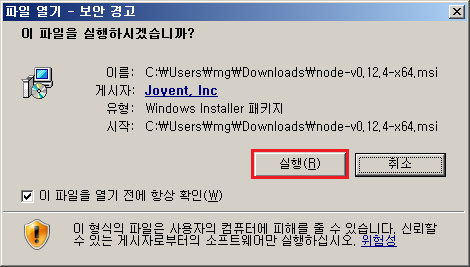 파일 열기 - 보안 경고
이 파일을 실행하시겠습니까?
이름: C:₩Users₩mg₩Downloads₩node-v0,12,4-x64,msi
게시자: Joyent, Inc
유형: Windows Installer 패키지
시작: C:₩Users₩mg₩Downloads₩node-v0,12,4-x64,msi
실행(R)
취소
이 파일을 열기 전에 항상 확인(W)
이 형식의 파일은 사용자의 컴퓨터에 피해를 줄 수 있습니다. 신뢰할
수 있는 게시자로부터의 소프트웨어만 실행하십시오. 위험성